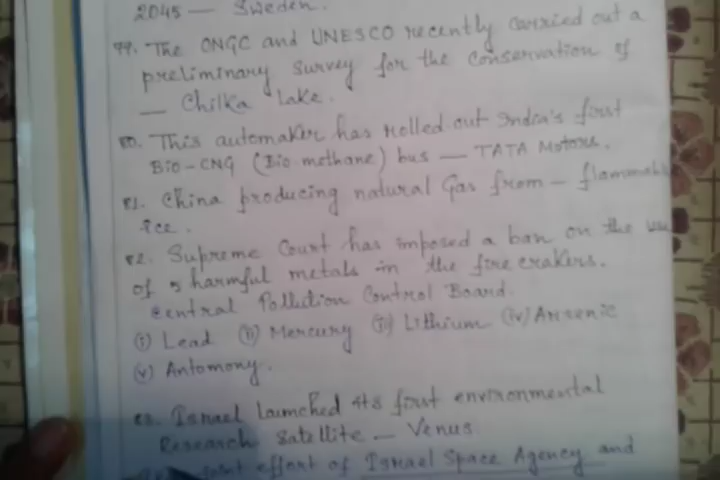 2045 — Sweden.
79. The ONGC and UNESCO recently carried out a
preliminary survey for the conservation of
— Chilka lake.
80. This automaker has rolled out India's first
Bio-CNG (Bio methane) bus — TATA Motors.
81. China producing natural Gas from — flammable
ice.
82. Supreme Court has imposed a ban on the use
of 5 harmful metals in the fire crakers.
Central Pollution Control Board.
(i) Lead (ii) Mercury (iii) Lithium (iv) Arsenic
(v) Antomony.
83. Israel launched its first environmental
Research Satellite — Venus
effort of Israel Space Agency and